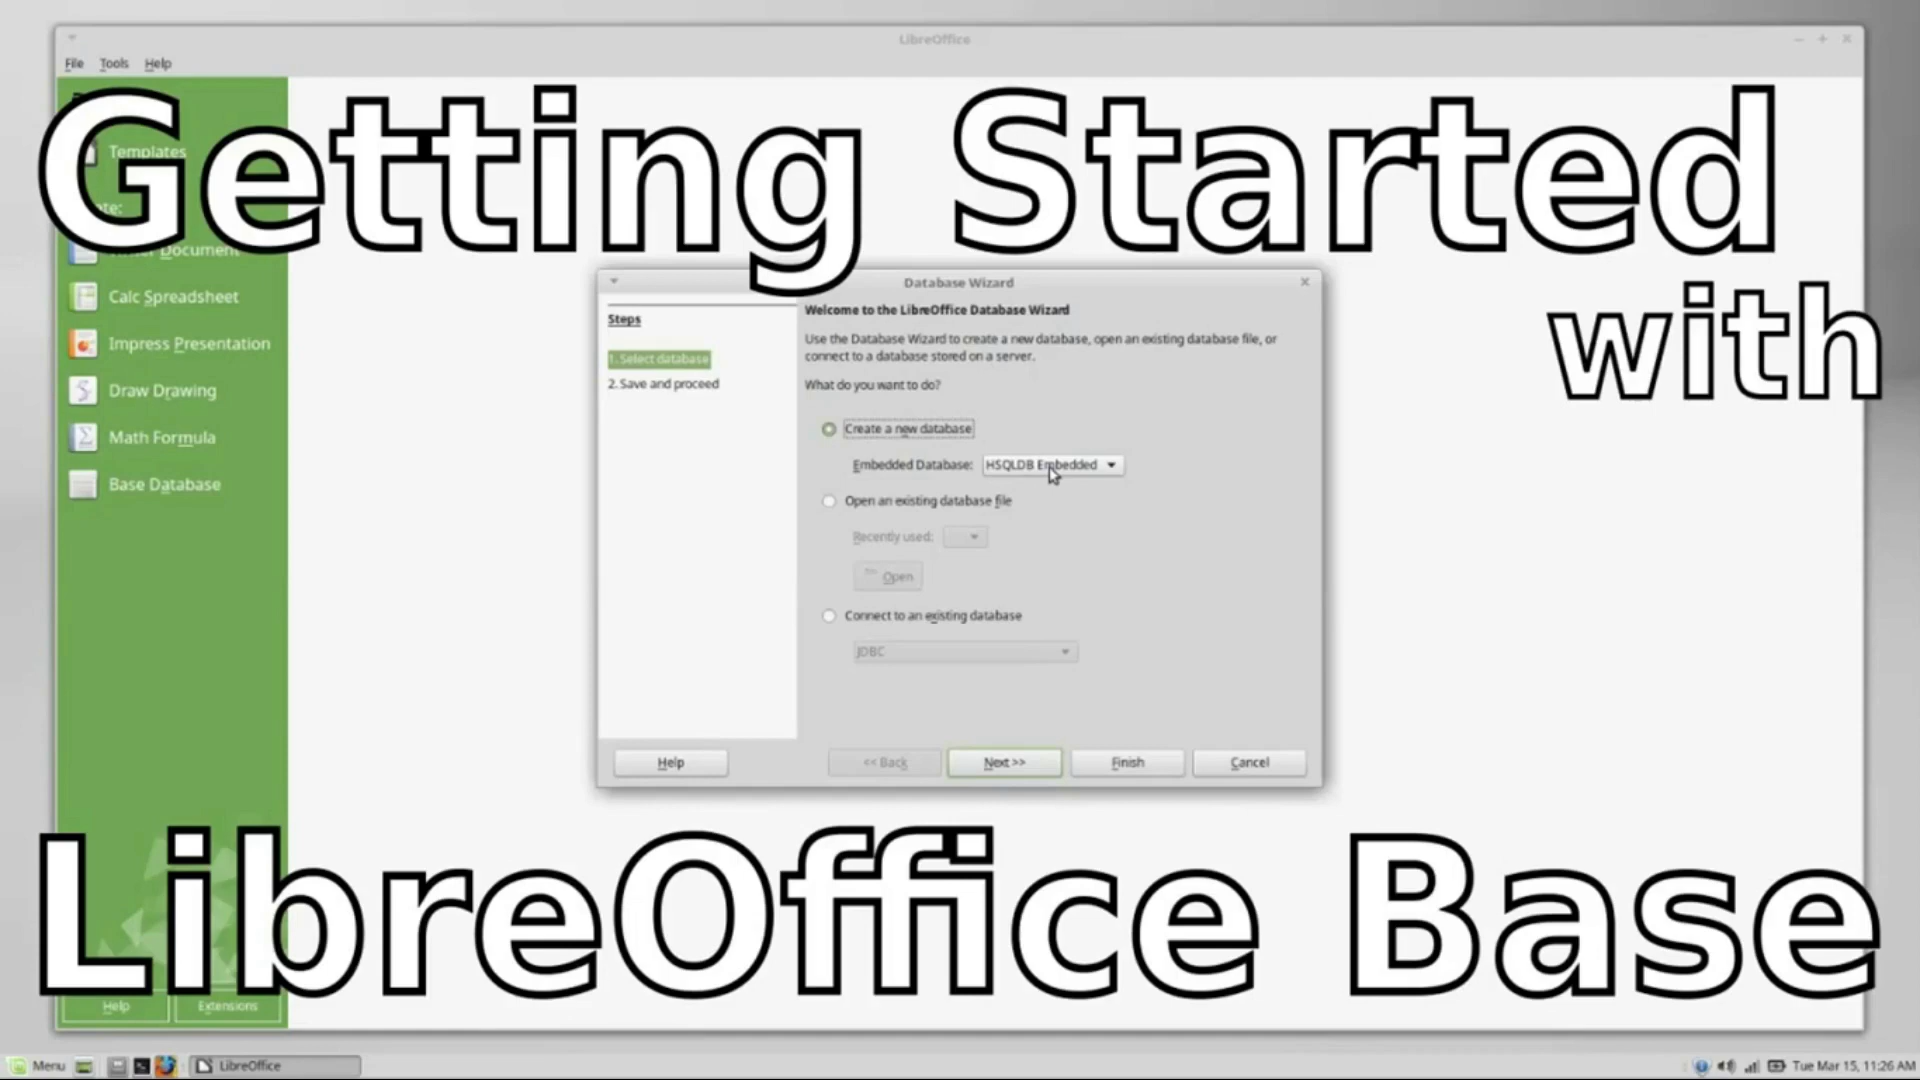 LibreOffice
File Tools Help
Getting Started
with
Templates
Calc Spreadsheet
Impress Presentation
Draw Drawing
Math Formula
Base Database
Database Wizard
Steps
1. Select database
2. Save and proceed
Welcome to the LibreOffice Database Wizard
Use the Database Wizard to create a new database, open an existing database file, or
connect to a database stored on a server.
What do you want to do?
Create a new database
Embedded Database: HSQLDB Embedded
Open an existing database file
Recently used:
Open
Connect to an existing database
JDBC
Help << Back Next >> Finish Cancel
LibreOffice Base
Help Extensions
Menu LibreOffice Tue Mar 15, 11:26 AM